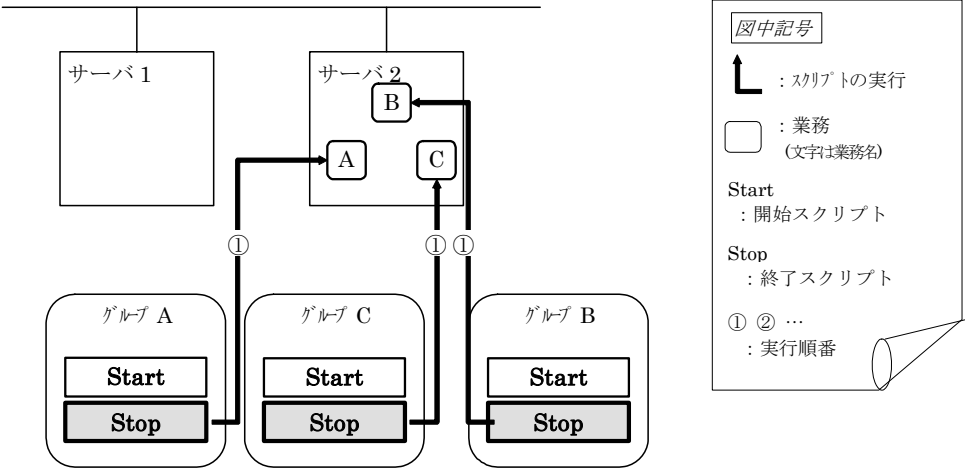 サーバ 1
サーバ 2
B
A
C
①
① ①
グループ A
Start
Stop
グループ C
Start
Stop
グループ B
Start
Stop
図中記号
：スクリプトの実行
：業務
(文字は業務名)
Start
：開始スクリプト
Stop
：終了スクリプト
① ② …
：実行順番